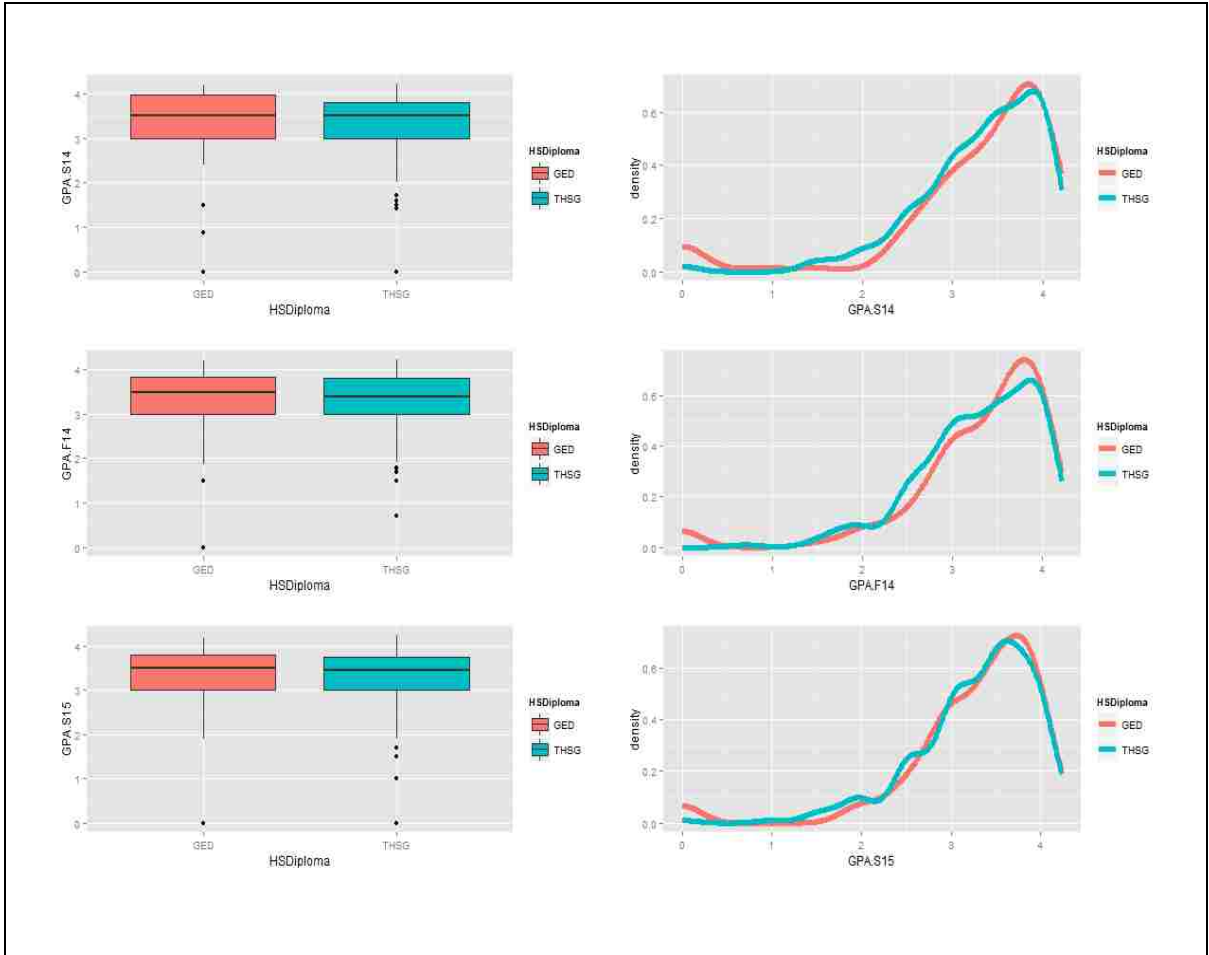 GPA.S14
4
3
2
1
0
GED
THSG
HSDiploma
HSDiploma
GED
THSG
density
0.6
0.4
0.2
0.0
0
1
2
3
4
GPA.S14
HSDiploma
GED
THSG
GPA.F14
4
3
2
1
0
GED
THSG
HSDiploma
HSDiploma
GED
THSG
density
0.6
0.4
0.2
0.0
0
1
2
3
4
GPA.F14
HSDiploma
GED
THSG
GPA.S15
4
3
2
1
0
GED
THSG
HSDiploma
HSDiploma
GED
THSG
density
0.6
0.4
0.2
0.0
0
1
2
3
4
GPA.S15
HSDiploma
GED
THSG